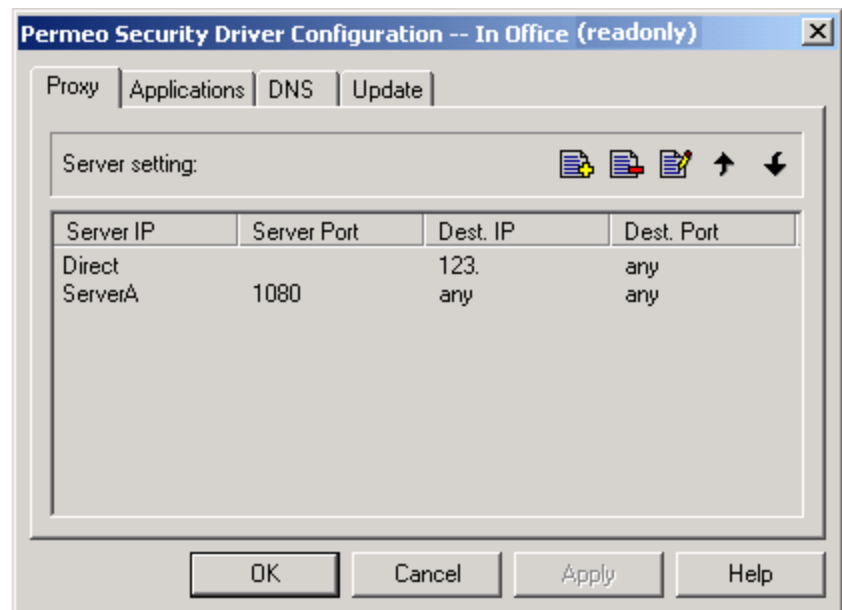 Permeo Security Driver Configuration -- In Office (readonly)
Proxy Applications DNS Update
Server setting:
Server IP Server Port Dest. IP Dest. Port
Direct 123. any
ServerA 1080 any any
OK Cancel Apply Help